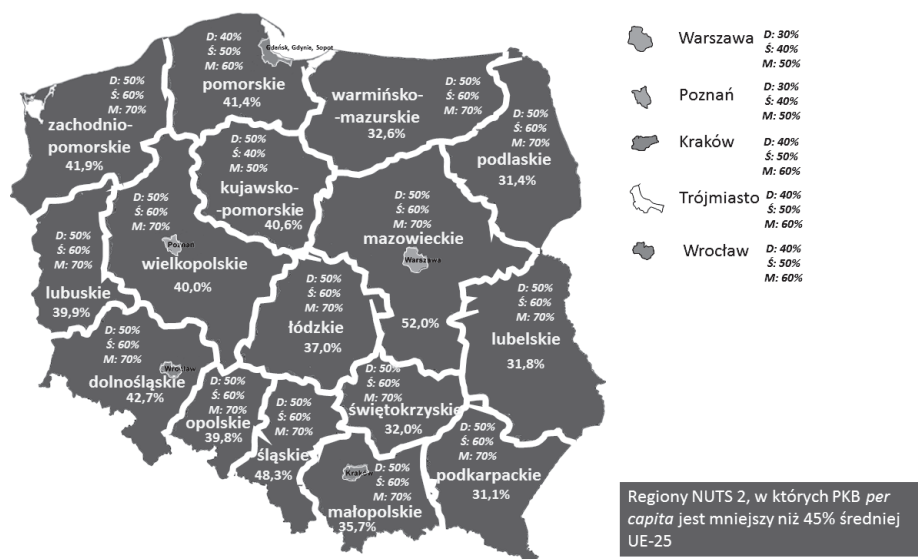 D: 50%
Ś: 60%
M: 70%
zachodnio-
pomorskie
41,9%
D: 40%
Ś: 50%
M: 60%
Gdeńsk, Gdynie, Sopot
pomorskie
41,4%
D: 50%
Ś: 60%
M: 70%
warmińsko-
-mazurskie
32,6%
D: 50%
Ś: 60%
M: 70%
podlaskie
31,4%
D: 50%
Ś: 40%
M: 50%
kujawsko-
-pomorskie
40,6%
D: 50%
Ś: 60%
M: 70%
mazowieckie
Warszawa
52,0%
D: 50%
Ś: 60%
M: 70%
Poznań
wielkopolskie
40,0%
D: 50%
Ś: 60%
M: 70%
lubuskie
39,9%
D: 50%
Ś: 60%
M: 70%
łódzkie
37,0%
D: 50%
Ś: 60%
M: 70%
lubelskie
31,8%
D: 50%
Ś: 60%
M: 70%
Wrosław
dolnośląskie
42,7%
D: 50%
Ś: 60%
M: 70%
opolskie
39,8%
D: 50%
Ś: 60%
M: 70%
śląskie
48,3%
D: 50%
Ś: 60%
M: 70%
świętokrzyskie
32,0%
D: 50%
Ś: 60%
M: 70%
Kraków
małopolskie
35,7%
D: 50%
Ś: 60%
M: 70%
podkarpackie
31,1%
Warszawa
D: 30%
Ś: 40%
M: 50%
Poznań
D: 30%
Ś: 40%
M: 50%
Kraków
D: 40%
Ś: 50%
M: 60%
Trójmiasto
D: 40%
Ś: 50%
M: 60%
Wrocław
D: 40%
Ś: 50%
M: 60%
Regiony NUTS 2, w których PKB per
capita jest mniejszy niż 45% średniej
UE-25